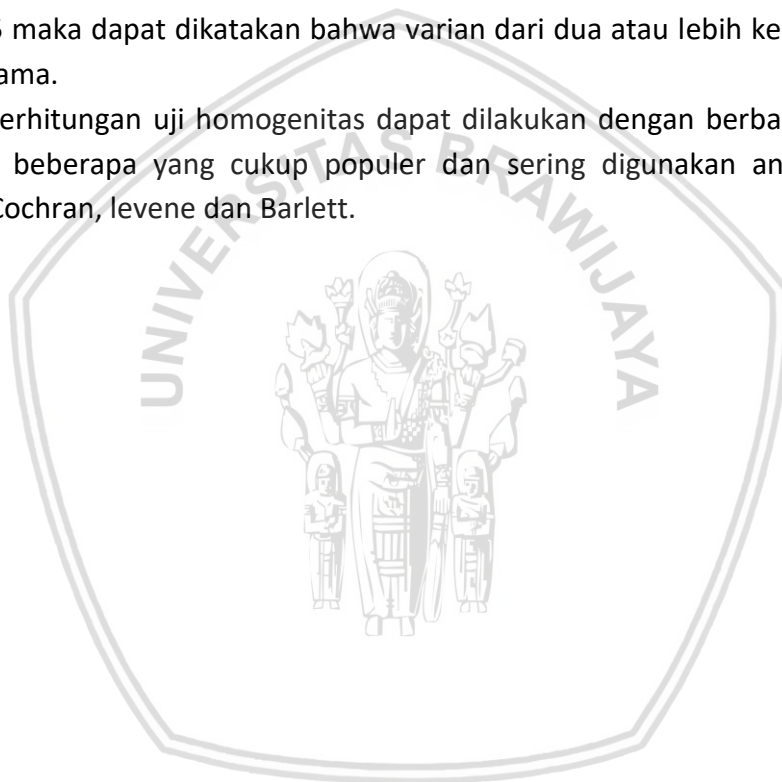 maka dapat dikatakan bahwa varian dari dua atau lebih ke
ama.
erhitungan uji homogenitas dapat dilakukan dengan berba
beberapa yang cukup populer dan sering digunakan an
Cochran, levene dan Barlett.
UNIVERSITAS BRAWIJAYA